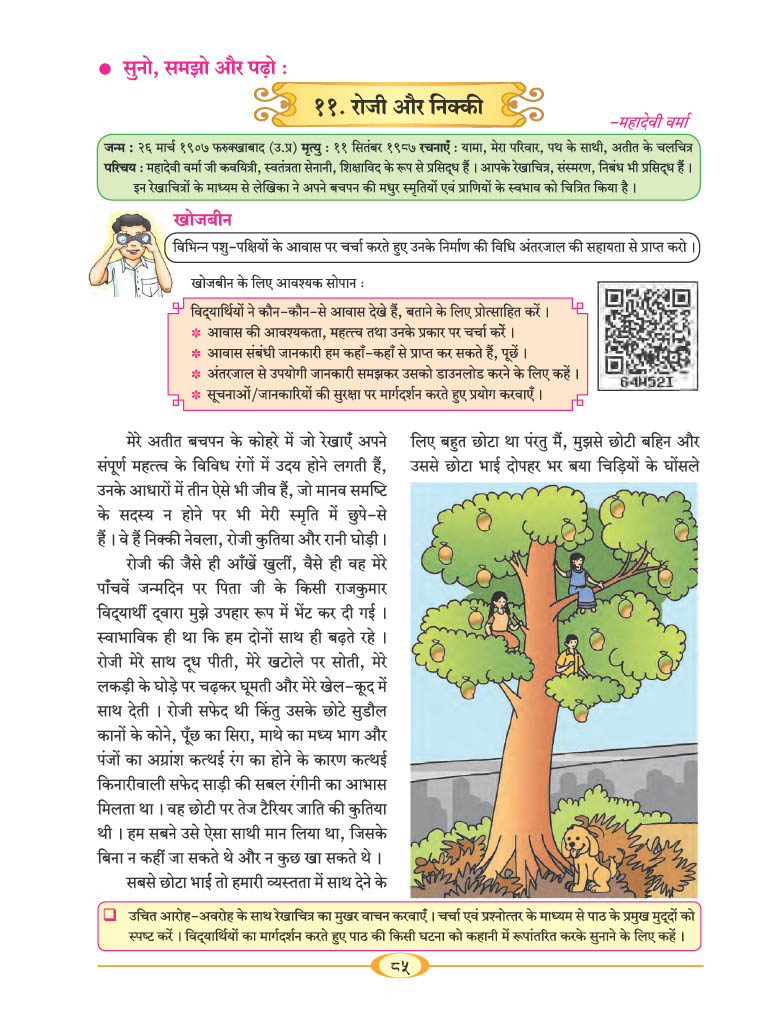 ● सुनो, समझो और पढ़ो :
११. रोजी और निक्की
-महादेवी वर्मा
जन्म : २६ मार्च १९०७ फरुक्खाबाद (उ.प्र) मृत्यु : ११ सितंबर १९८७ रचनाएँ : यामा, मेरा परिवार, पथ के साथी, अतीत के चलचित्र
परिचय : महादेवी वर्मा जी कवयित्री, स्वतंत्रता सेनानी, शिक्षाविद के रूप से प्रसिद्ध हैं । आपके रेखाचित्र, संस्मरण, निबंध भी प्रसिद्ध हैं ।
इन रेखाचित्रों के माध्यम से लेखिका ने अपने बचपन की मधुर स्मृतियों एवं प्राणियों के स्वभाव को चित्रित किया है ।
खोजबीन
विभिन्न पशु-पक्षियों के आवास पर चर्चा करते हुए उनके निर्माण की विधि अंतरजाल की सहायता से प्राप्त करो ।
खोजबीन के लिए आवश्यक सोपान :
विद्यार्थियों ने कौन-कौन-से आवास देखे हैं, बताने के लिए प्रोत्साहित करें ।
✽ आवास की आवश्यकता, महत्त्व तथा उनके प्रकार पर चर्चा करें ।
✽ आवास संबंधी जानकारी हम कहाँ-कहाँ से प्राप्त कर सकते हैं, पूछें ।
✽ अंतरजाल से उपयोगी जानकारी समझकर उसको डाउनलोड करने के लिए कहें ।
✽ सूचनाओं/जानकारियों की सुरक्षा पर मार्गदर्शन करते हुए प्रयोग करवाएँ ।
64W52I
मेरे अतीत बचपन के कोहरे में जो रेखाएँ अपने
संपूर्ण महत्त्व के विविध रंगों में उदय होने लगती हैं,
उनके आधारों में तीन ऐसे भी जीव हैं, जो मानव समष्टि
के सदस्य न होने पर भी मेरी स्मृति में छुपे-से
हैं । वे हैं निक्की नेवला, रोजी कुतिया और रानी घोड़ी ।
रोजी की जैसे ही आँखें खुलीं, वैसे ही वह मेरे
पाँचवें जन्मदिन पर पिता जी के किसी राजकुमार
विद्यार्थी द्वारा मुझे उपहार रूप में भेंट कर दी गई ।
स्वाभाविक ही था कि हम दोनों साथ ही बढ़ते रहे ।
रोजी मेरे साथ दूध पीती, मेरे खटोले पर सोती, मेरे
लकड़ी के घोड़े पर चढ़कर घूमती और मेरे खेल-कूद में
साथ देती । रोजी सफेद थी किंतु उसके छोटे सुडौल
कानों के कोने, पूँछ का सिरा, माथे का मध्य भाग और
पंजों का अग्रांश कत्थई रंग का होने के कारण कत्थई
किनारीवाली सफेद साड़ी की सबल रंगीनी का आभास
मिलता था । वह छोटी पर तेज टैरियर जाति की कुतिया
थी । हम सबने उसे ऐसा साथी मान लिया था, जिसके
बिना न कहीं जा सकते थे और न कुछ खा सकते थे ।
सबसे छोटा भाई तो हमारी व्यस्तता में साथ देने के
लिए बहुत छोटा था पंरतु मैं, मुझसे छोटी बहिन और
उससे छोटा भाई दोपहर भर बया चिड़ियों के घोंसले
❑ उचित आरोह-अवरोह के साथ रेखाचित्र का मुखर वाचन करवाएँ । चर्चा एवं प्रश्नोत्तर के माध्यम से पाठ के प्रमुख मुद्दों को
स्पष्ट करें । विद्यार्थियों का मार्गदर्शन करते हुए पाठ की किसी घटना को कहानी में रूपांतरित करके सुनाने के लिए कहें ।
८५